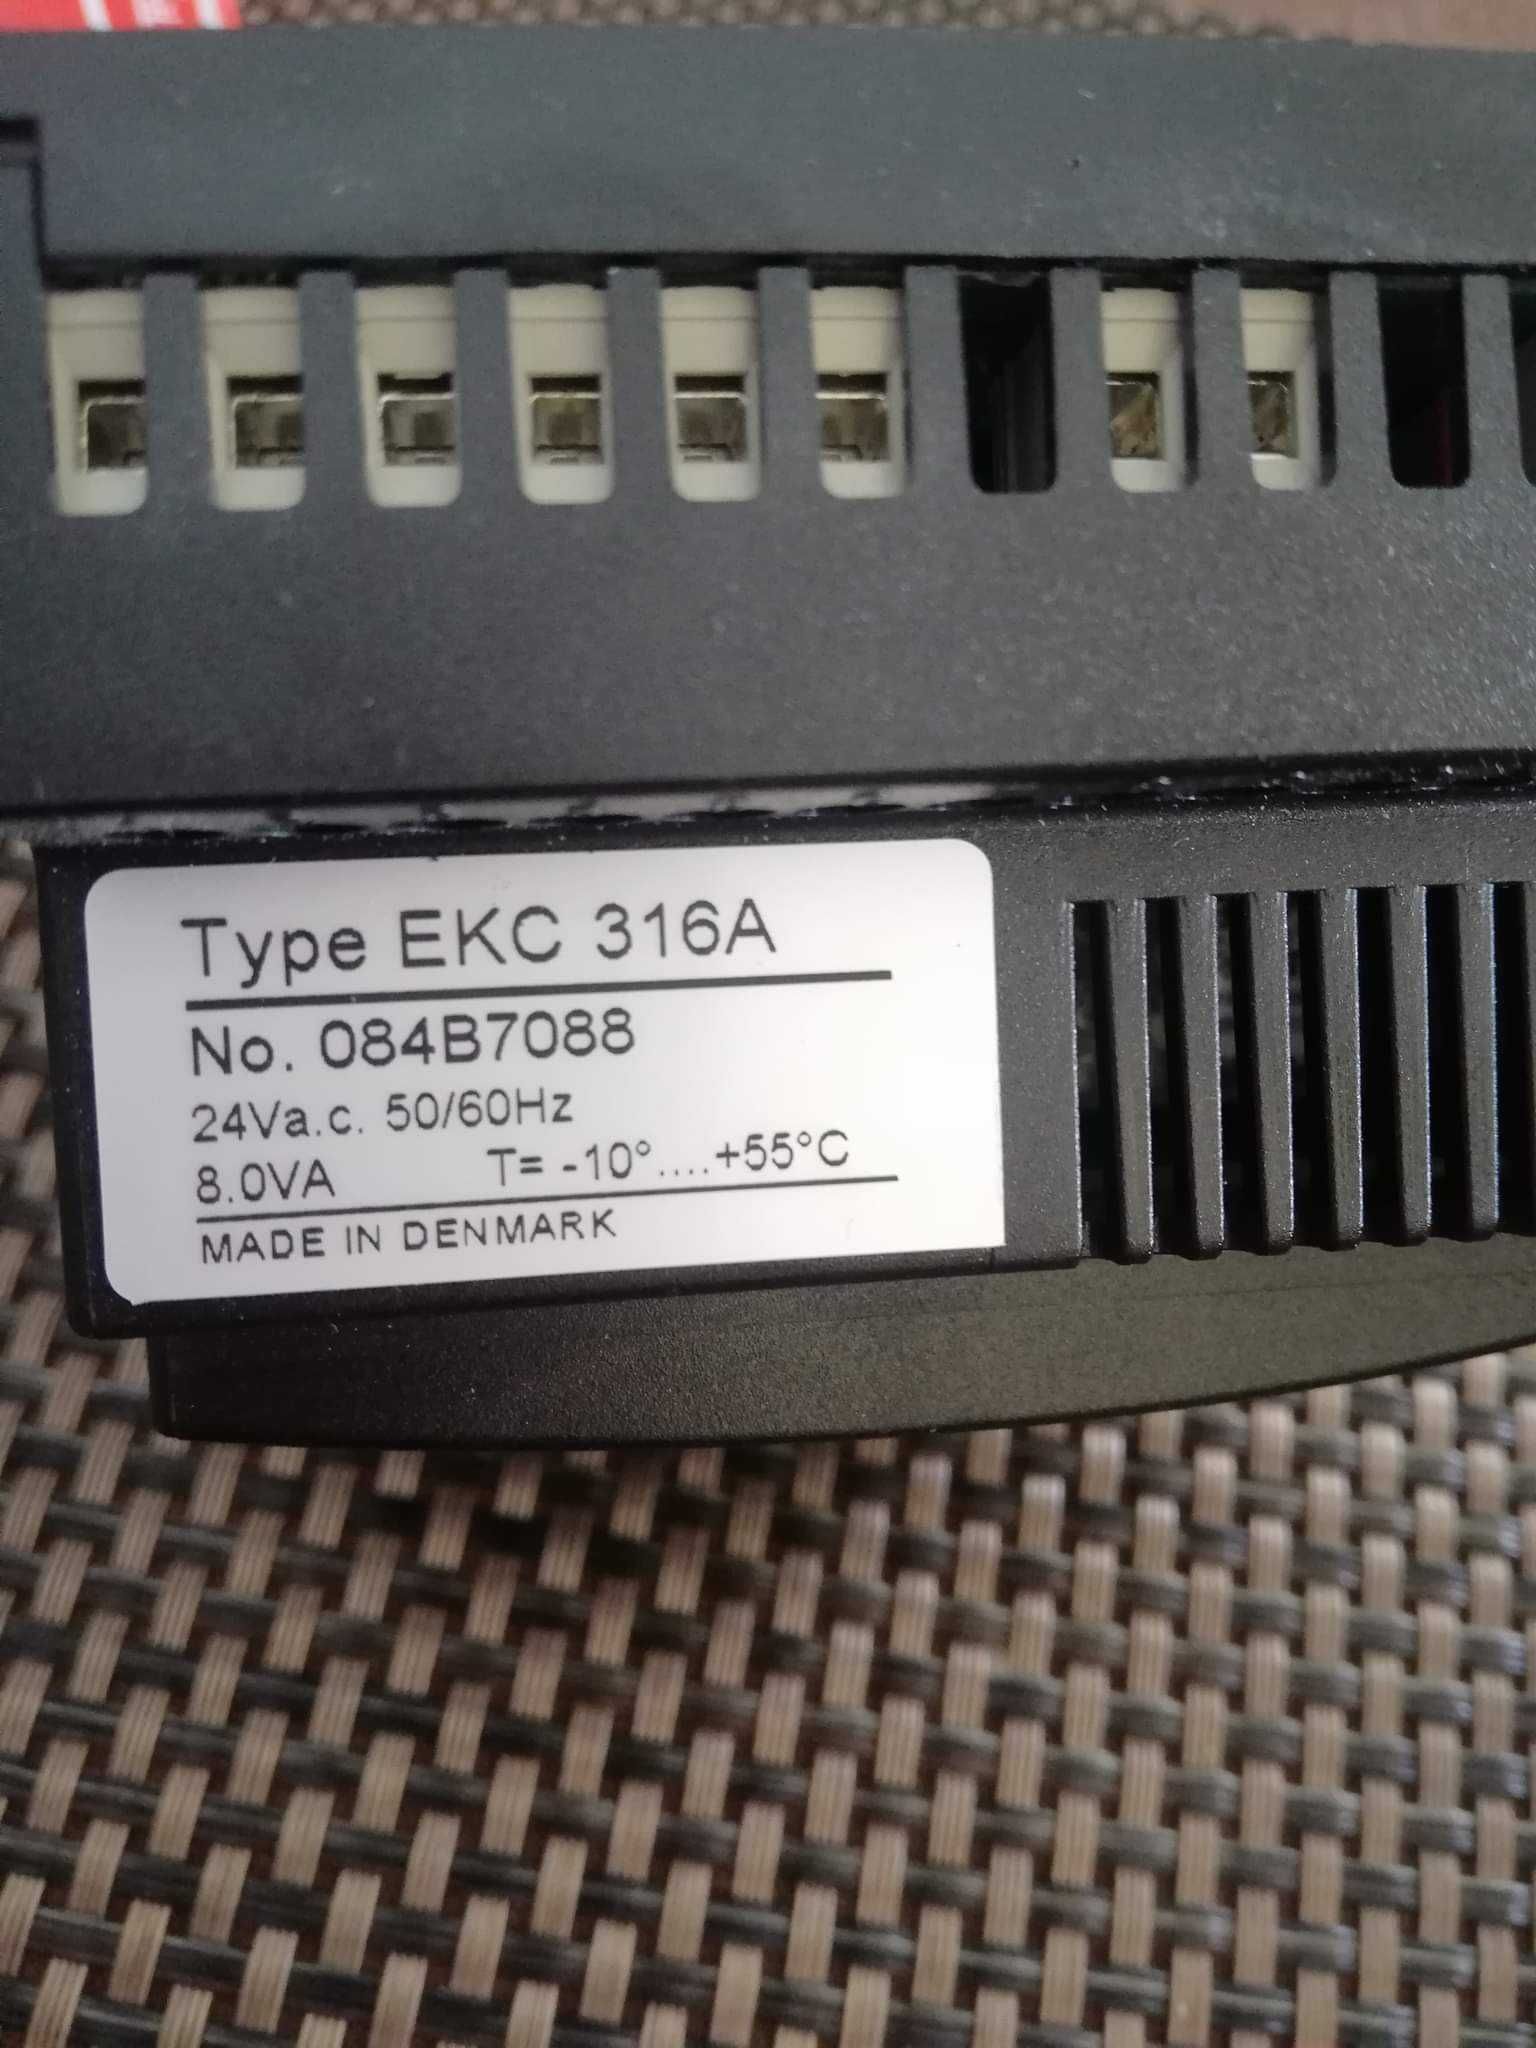 Type EKC 316A
No. 084B7088
24Va.c. 50/60Hz
8.0VA T= -10°....+55°C
MADE IN DENMARK